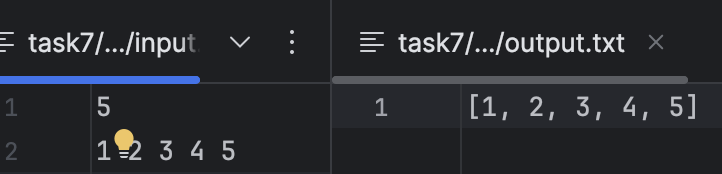 task7/.../input
task7/.../output.txt
1 5
2 1 2 3 4 5
1 [1, 2, 3, 4, 5]